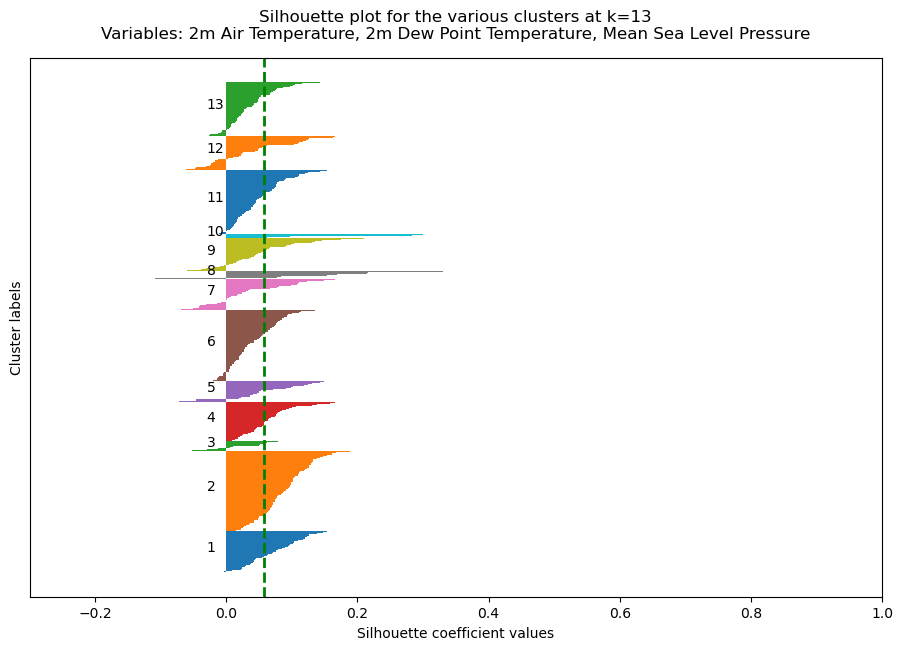 Silhouette plot for the various clusters at k=13
Variables: 2m Air Temperature, 2m Dew Point Temperature, Mean Sea Level Pressure
Cluster labels
13
12
11
10
9
8
7
6
5
4
3
2
1
−0.2 0.0 0.2 0.4 0.6 0.8 1.0
Silhouette coefficient values